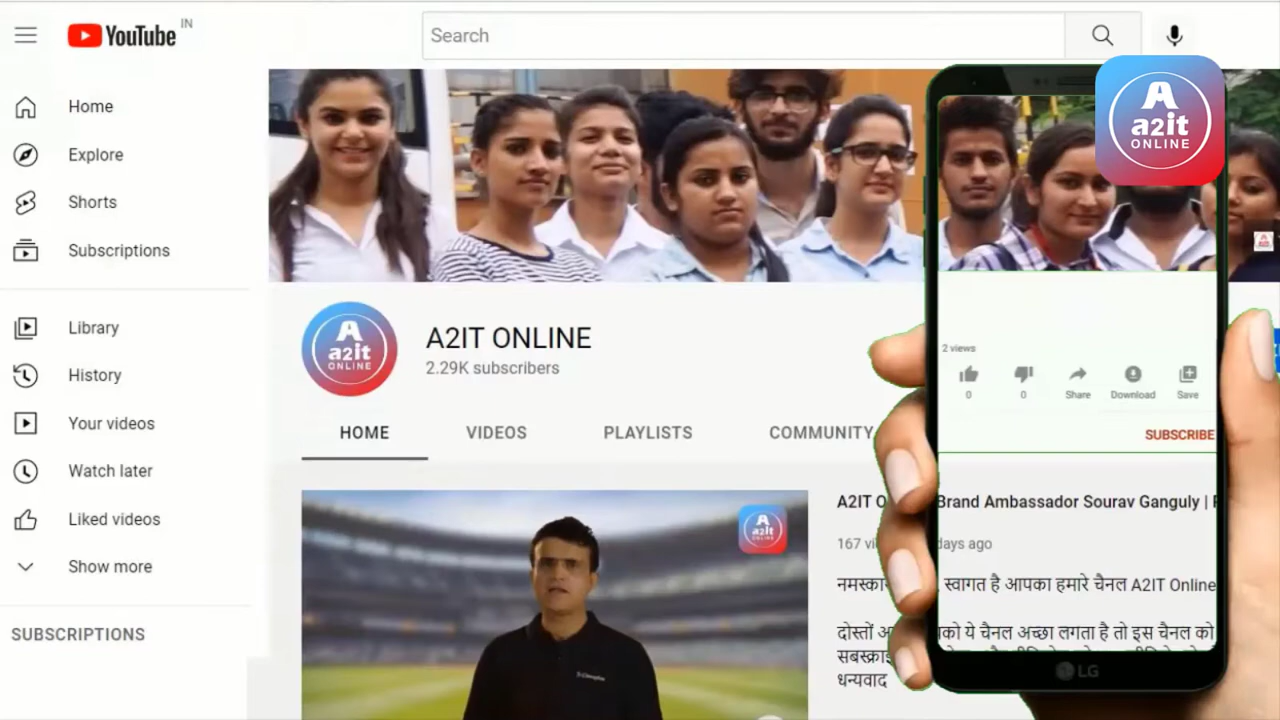 YouTube IN
Search
Home
Explore
Shorts
Subscriptions
Library
History
Your videos
Watch later
Liked videos
Show more
SUBSCRIPTIONS
A
a2it
ONLINE
A2IT ONLINE
2.29K subscribers
HOME VIDEOS PLAYLISTS COMMUNITY
A
a2it
ONLINE
A2IT Brand Ambassador Sourav Ganguly |
167 days ago
स्वागत है आपका हमारे चैनल A2IT Online
दोस्तों ये चैनल अच्छा लगता है तो इस चैनल को
धन्यवाद
A
a2it
ONLINE
2 views
0 0 Share Download Save
SUBSCRIBE
LG